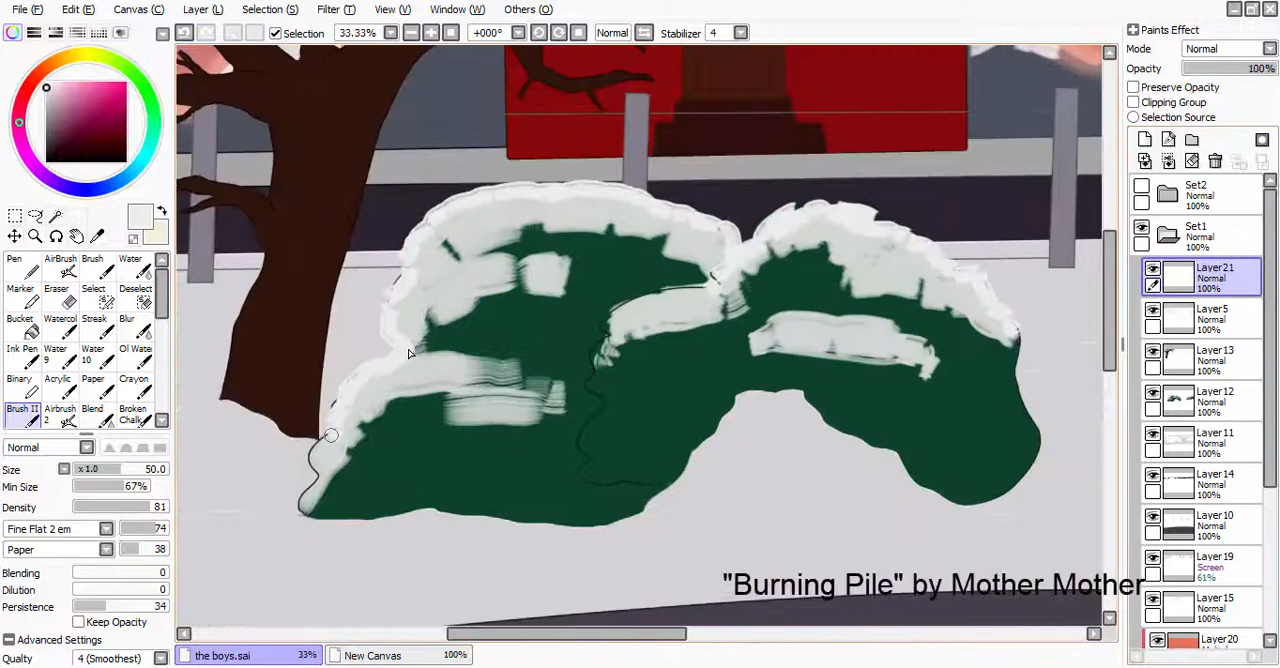 File (F) Edit (E) Canvas (C) Layer (L) Selection (S) Filter (T) View (V) Window (W) Others (O)
Selection 33.33% +000° Normal Stabilizer 4
Paints Effect
Mode Normal
Opacity 100%
Preserve Opacity
Clipping Group
Selection Source
Pen AirBrush Brush Water
Marker Eraser Select Deselect
Bucket Watercol Streak Blur
Ink Pen Water 9 Water 10 Ol Water
Binary Acrylic Paper Crayon
Brush II Airbrush 2 Blend Broken Chalk
Normal
Size x 1.0 50.0
Min Size 67%
Density 81
Fine Flat 2 em 74
Paper 38
Blending 0
Dilution 0
Persistence 34
Keep Opacity
Advanced Settings
Qualty 4 (Smoothest)
Set2
Normal
100%
Set1
Normal
100%
Layer21
Normal
100%
Layer5
Normal
100%
Layer13
Normal
100%
Layer12
Normal
100%
Layer11
Normal
100%
Layer14
Normal
100%
Layer10
Normal
100%
Layer19
Screen
61%
Layer15
Normal
100%
Layer20
"Burning Pile" by Mother Mother
the boys.sai 33% New Canvas 100%